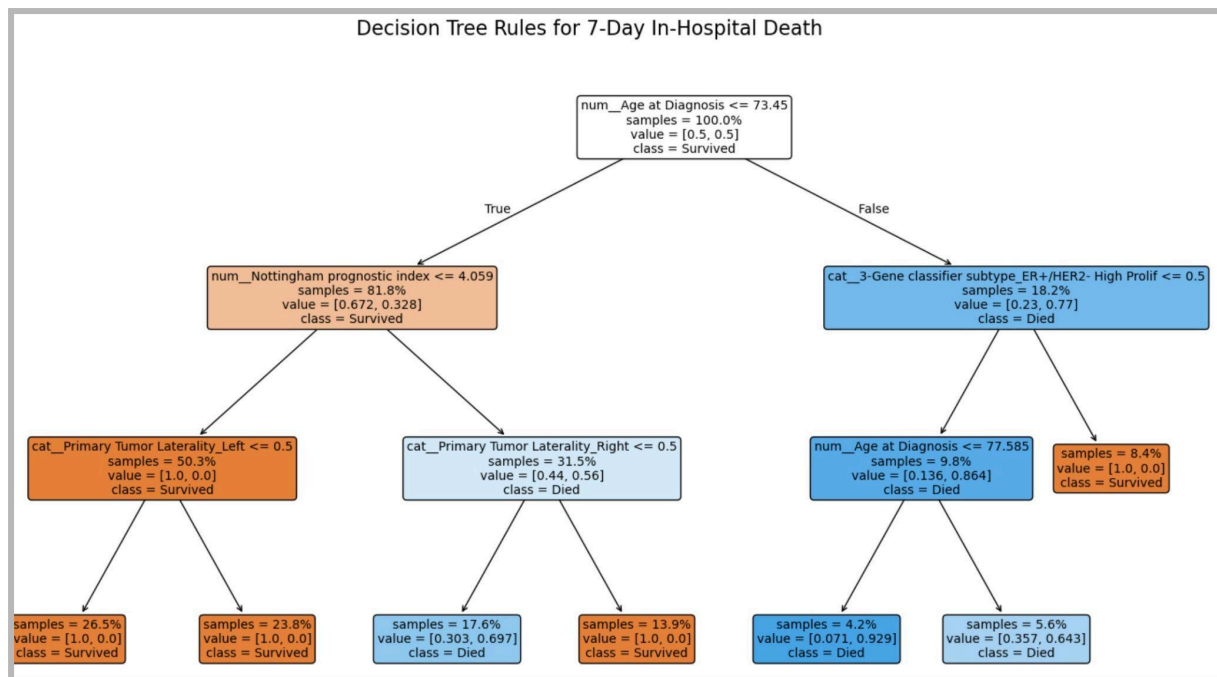 Decision Tree Rules for 7-Day In-Hospital Death
num__Age at Diagnosis <= 73.45
samples = 100.0%
value = [0.5, 0.5]
class = Survived
True
False
num__Nottingham prognostic index <= 4.059
samples = 81.8%
value = [0.672, 0.328]
class = Survived
cat__3-Gene classifier subtype_ER+/HER2- High Prolif <= 0.5
samples = 18.2%
value = [0.23, 0.77]
class = Died
cat__Primary Tumor Laterality_Left <= 0.5
samples = 50.3%
value = [1.0, 0.0]
class = Survived
cat__Primary Tumor Laterality_Right <= 0.5
samples = 31.5%
value = [0.44, 0.56]
class = Died
num__Age at Diagnosis <= 77.585
samples = 9.8%
value = [0.136, 0.864]
class = Died
samples = 8.4%
value = [1.0, 0.0]
class = Survived
samples = 26.5%
value = [1.0, 0.0]
class = Survived
samples = 23.8%
value = [1.0, 0.0]
class = Survived
samples = 17.6%
value = [0.303, 0.697]
class = Died
samples = 13.9%
value = [1.0, 0.0]
class = Survived
samples = 4.2%
value = [0.071, 0.929]
class = Died
samples = 5.6%
value = [0.357, 0.643]
class = Died